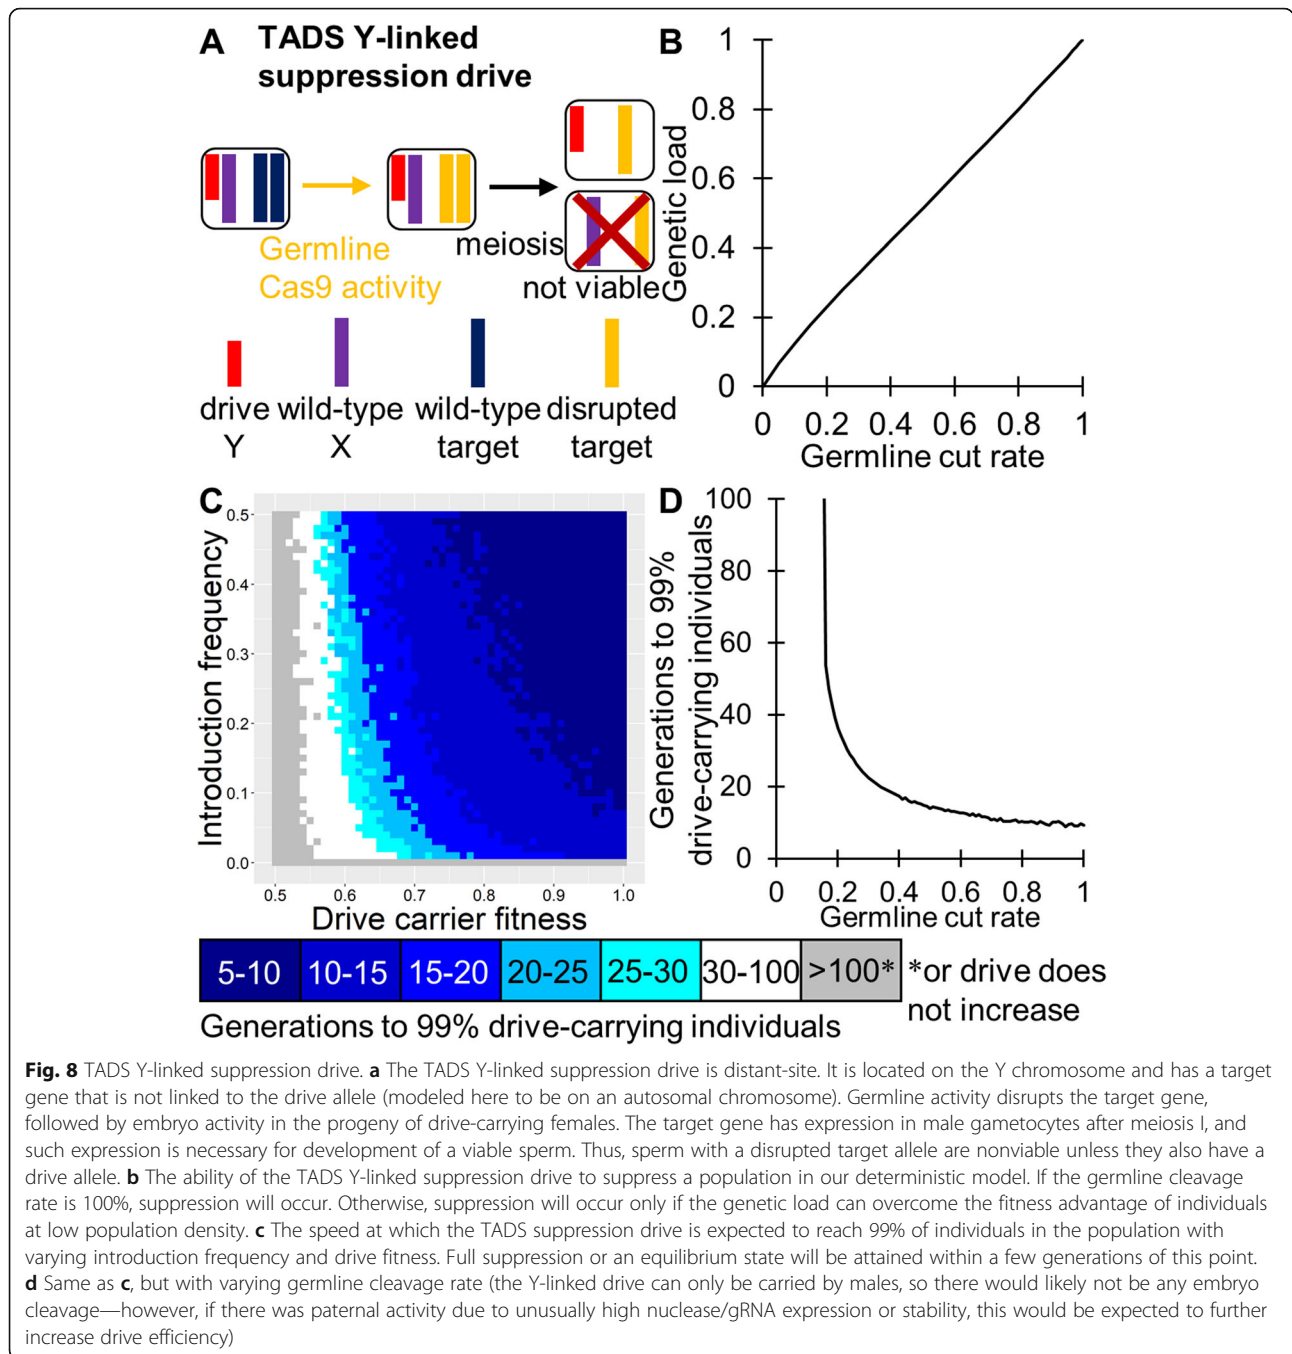 A TADS Y-linked
suppression drive
Germline
Cas9 activity
meiosis
not viable
drive
Y
wild-type
X
wild-type
target
disrupted
target
B
Genetic load
1
0.8
0.6
0.4
0.2
0
0 0.2 0.4 0.6 0.8 1
Germline cut rate
C
Introduction frequency
0.5
0.4
0.3
0.2
0.1
0.0
0.5 0.6 0.7 0.8 0.9 1.0
Drive carrier fitness
D
Generations to 99%
drive-carrying individuals
100
80
60
40
20
0
0 0.2 0.4 0.6 0.8 1
Germline cut rate
5-10 10-15 15-20 20-25 25-30 30-100 >100*
*or drive does
not increase
Generations to 99% drive-carrying individuals
Fig. 8 TADS Y-linked suppression drive. a The TADS Y-linked suppression drive is distant-site. It is located on the Y chromosome and has a target
gene that is not linked to the drive allele (modeled here to be on an autosomal chromosome). Germline activity disrupts the target gene,
followed by embryo activity in the progeny of drive-carrying females. The target gene has expression in male gametocytes after meiosis I, and
such expression is necessary for development of a viable sperm. Thus, sperm with a disrupted target allele are nonviable unless they also have a
drive allele. b The ability of the TADS Y-linked suppression drive to suppress a population in our deterministic model. If the germline cleavage
rate is 100%, suppression will occur. Otherwise, suppression will occur only if the genetic load can overcome the fitness advantage of individuals
at low population density. c The speed at which the TADS suppression drive is expected to reach 99% of individuals in the population with
varying introduction frequency and drive fitness. Full suppression or an equilibrium state will be attained within a few generations of this point.
d Same as c, but with varying germline cleavage rate (the Y-linked drive can only be carried by males, so there would likely not be any embryo
cleavage—however, if there was paternal activity due to unusually high nuclease/gRNA expression or stability, this would be expected to further
increase drive efficiency)